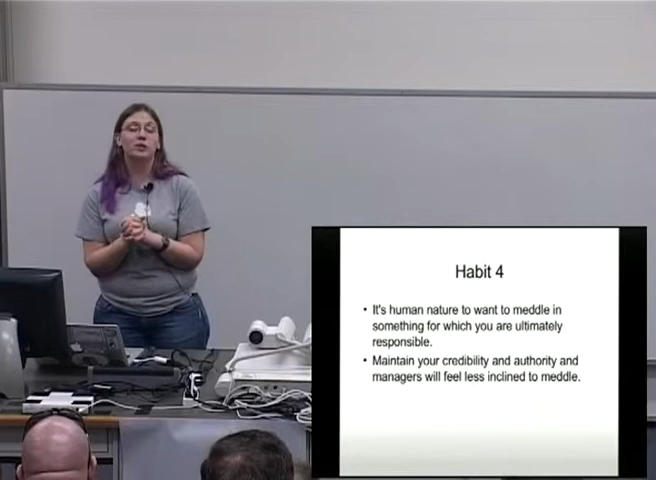 Habit 4
• It's human nature to want to meddle in
something for which you are ultimately
responsible.
• Maintain your credibility and authority and
managers will feel less inclined to meddle.